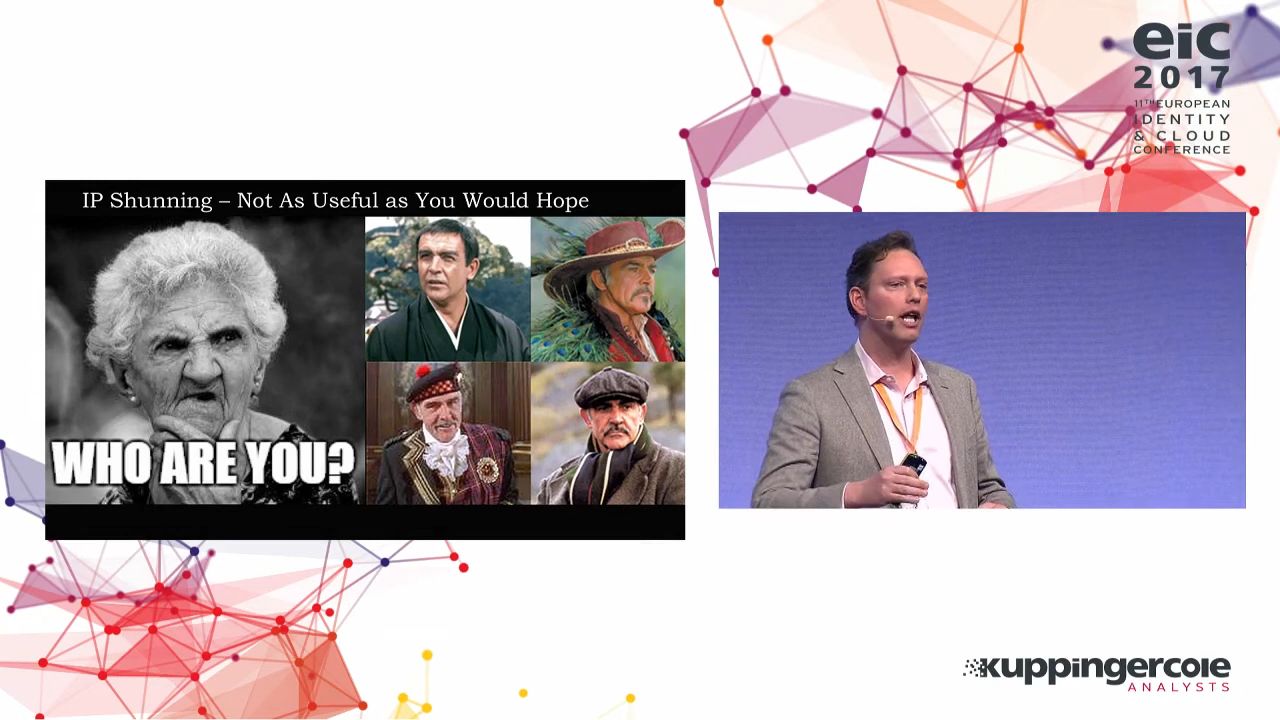 eic
2017
11TH EUROPEAN
IDENTITY
& CLOUD
CONFERENCE
IP Shunning – Not As Useful as You Would Hope
WHO ARE YOU?
kuppingercole
ANALYSTS